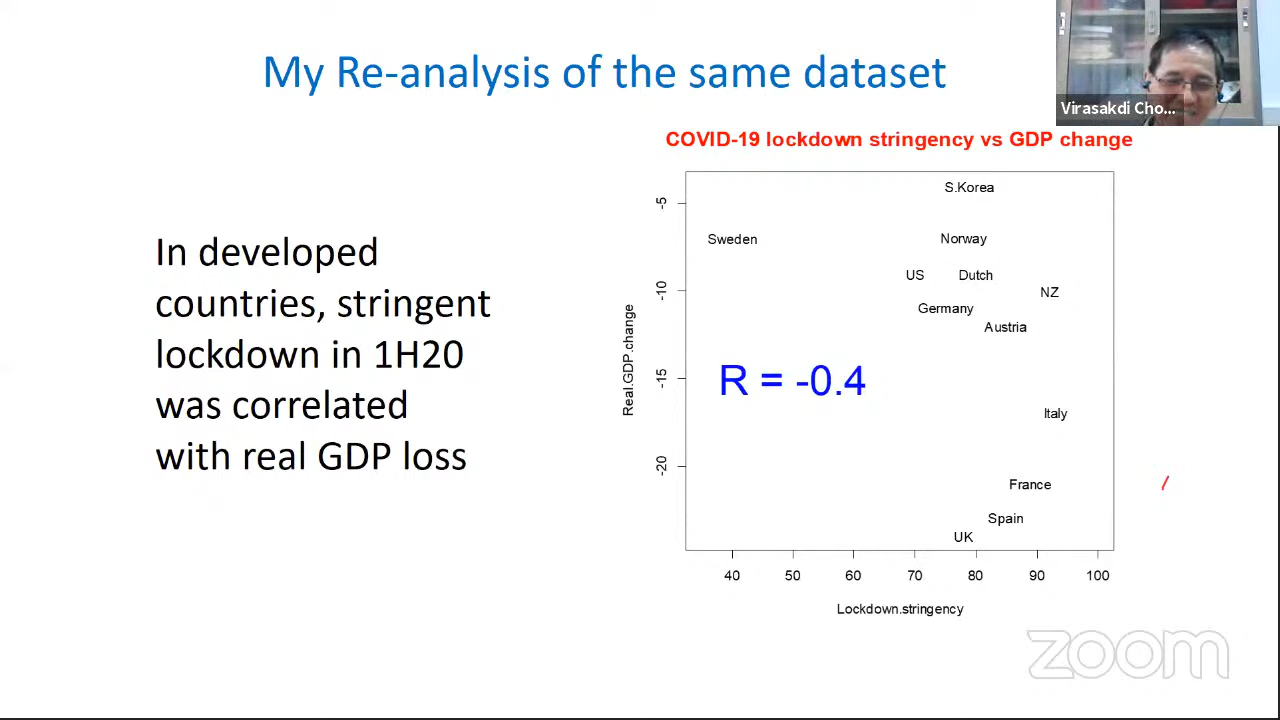 My Re-analysis of the same dataset
Virasakdi Cho...
COVID-19 lockdown stringency vs GDP change
In developed
countries, stringent
lockdown in 1H20
was correlated
with real GDP loss
Real.GDP.change
-5
-10
-15
-20
S.Korea
Sweden
Norway
US
Dutch
NZ
Germany
Austria
R = -0.4
Italy
France
Spain
UK
40 50 60 70 80 90 100
Lockdown.stringency
zoom